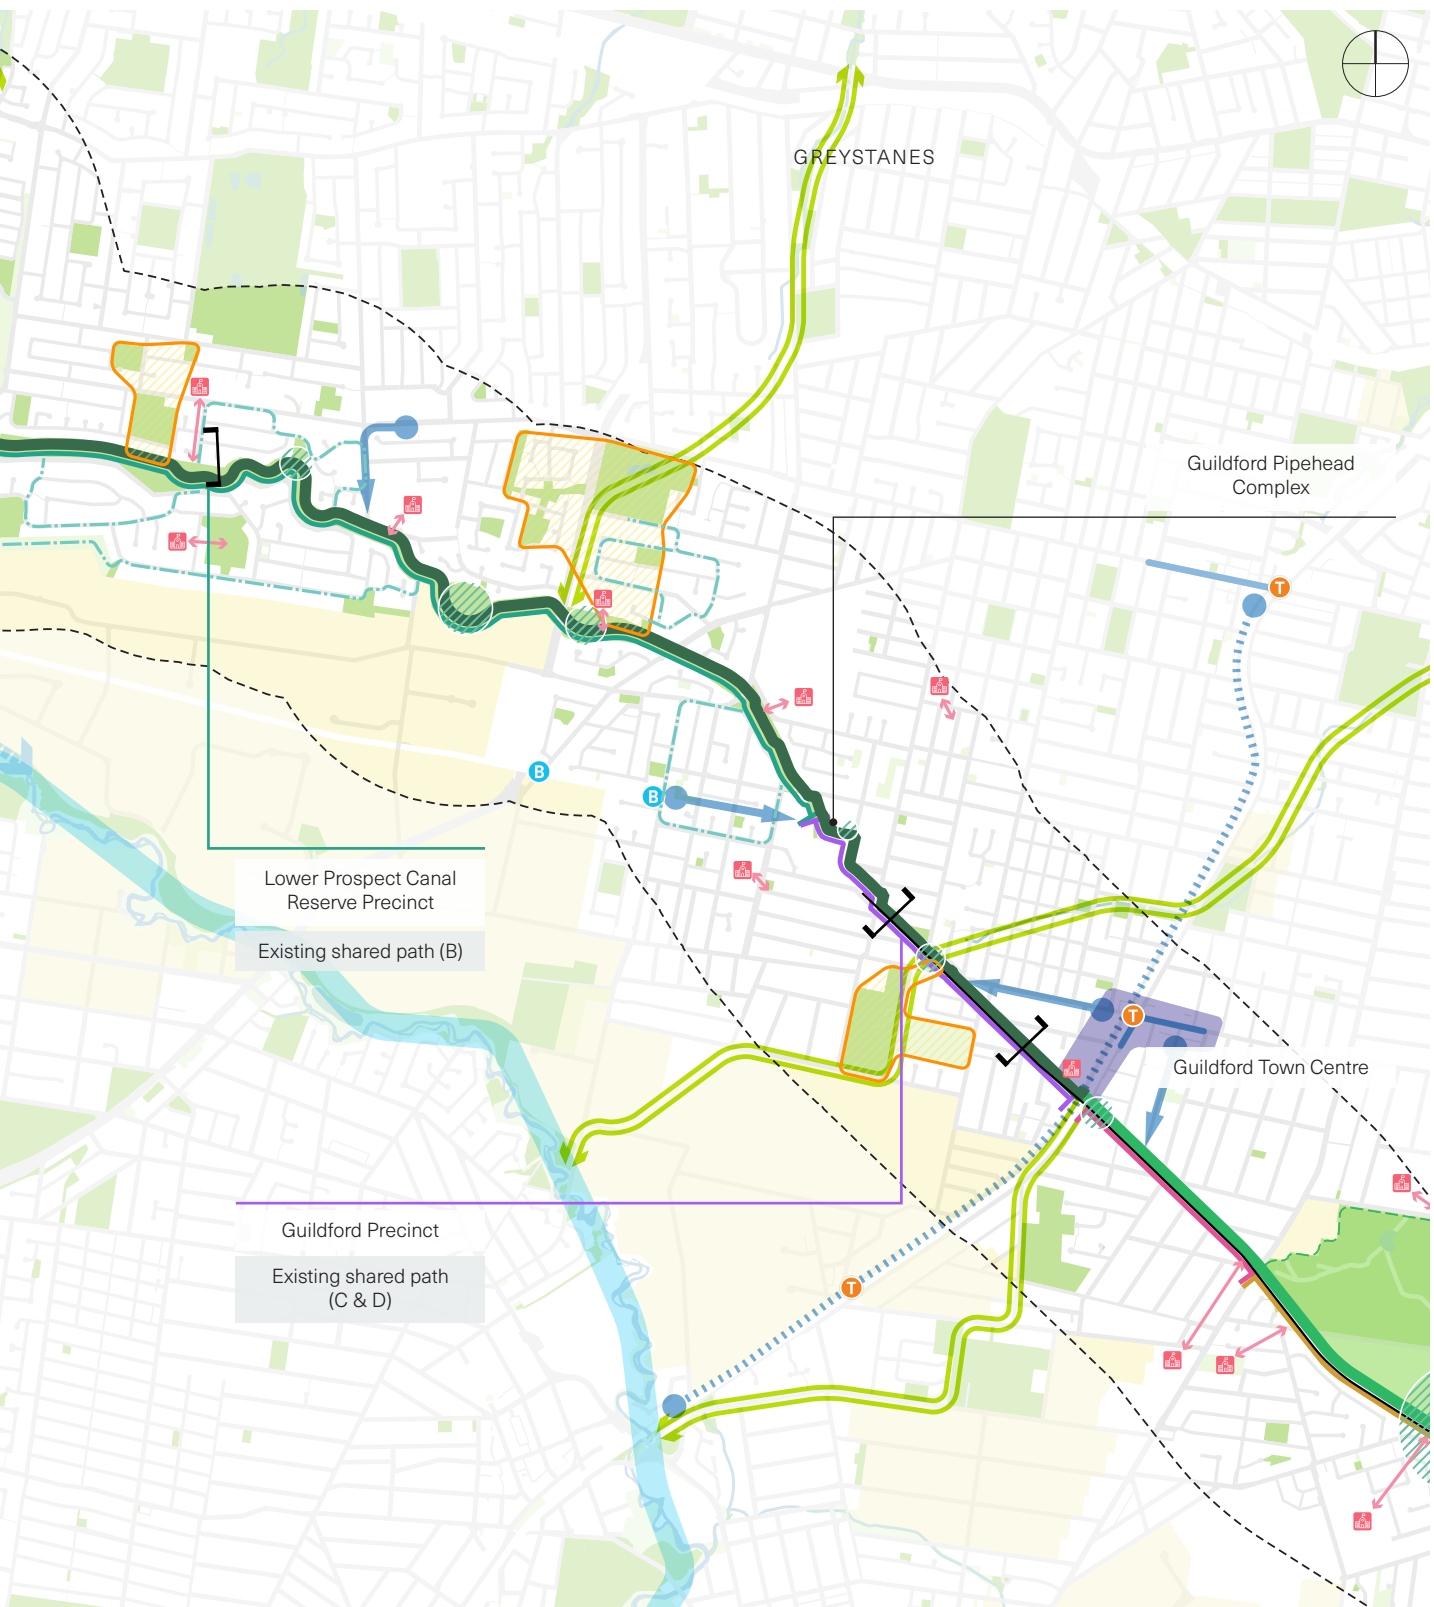 GREYSTANES
Guildford Pipehead
Complex
T
B
B
Lower Prospect Canal
Reserve Precinct
Existing shared path (B)
T
Guildford Town Centre
Guildford Precinct
Existing shared path
(C & D)
T